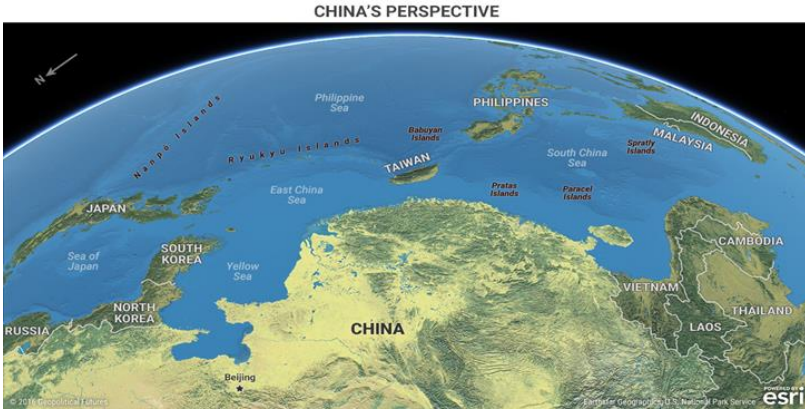 CHINA'S PERSPECTIVE
N
Philippine
Sea
PHILIPPINES
Nanpo Islands
Babuyan
Islands
INDONESIA
MALAYSIA
Ryukyu Islands
TAIWAN
South China
Sea
Spratly
Islands
East China
Sea
Pratas
Islands
Paracel
Islands
JAPAN
Sea of
Japan
SOUTH
KOREA
Yellow
Sea
CAMBODIA
VIETNAM
NORTH
KOREA
THAILAND
RUSSIA
CHINA
LAOS
Beijing
© 2016 Geopolitical Futures
Earthstar Geographics, U.S. National Park Service
POWERED BY
esri